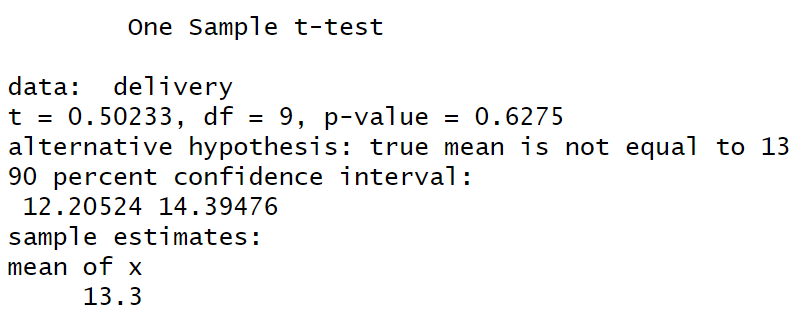 One Sample t-test
data:  delivery
t = 0.50233, df = 9, p-value = 0.6275
alternative hypothesis: true mean is not equal to 13
90 percent confidence interval:
12.20524 14.39476
sample estimates:
mean of x
13.3